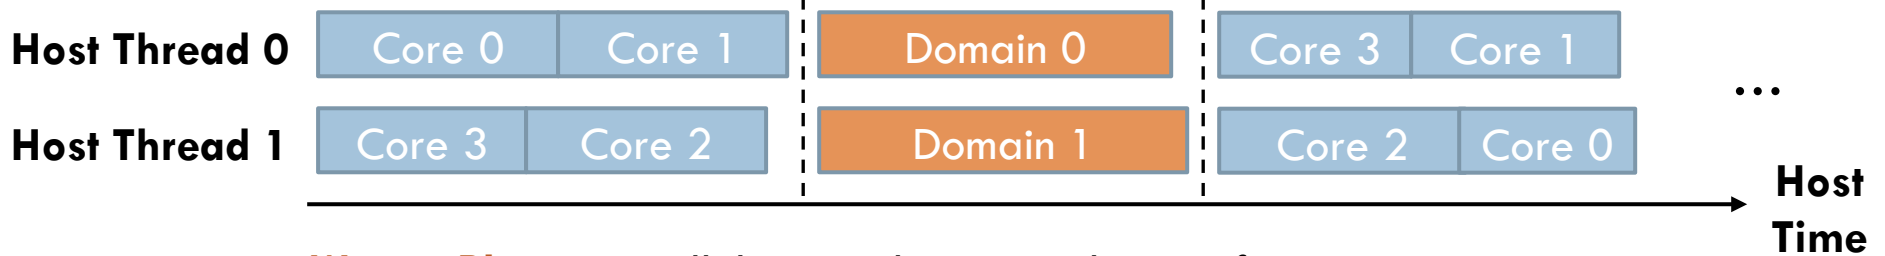 Host Thread 0 Core 0 Core 1 Domain 0 Core 3 Core 1
...
Host Thread 1 Core 3 Core 2 Domain 1 Core 2 Core 0
Host
Time